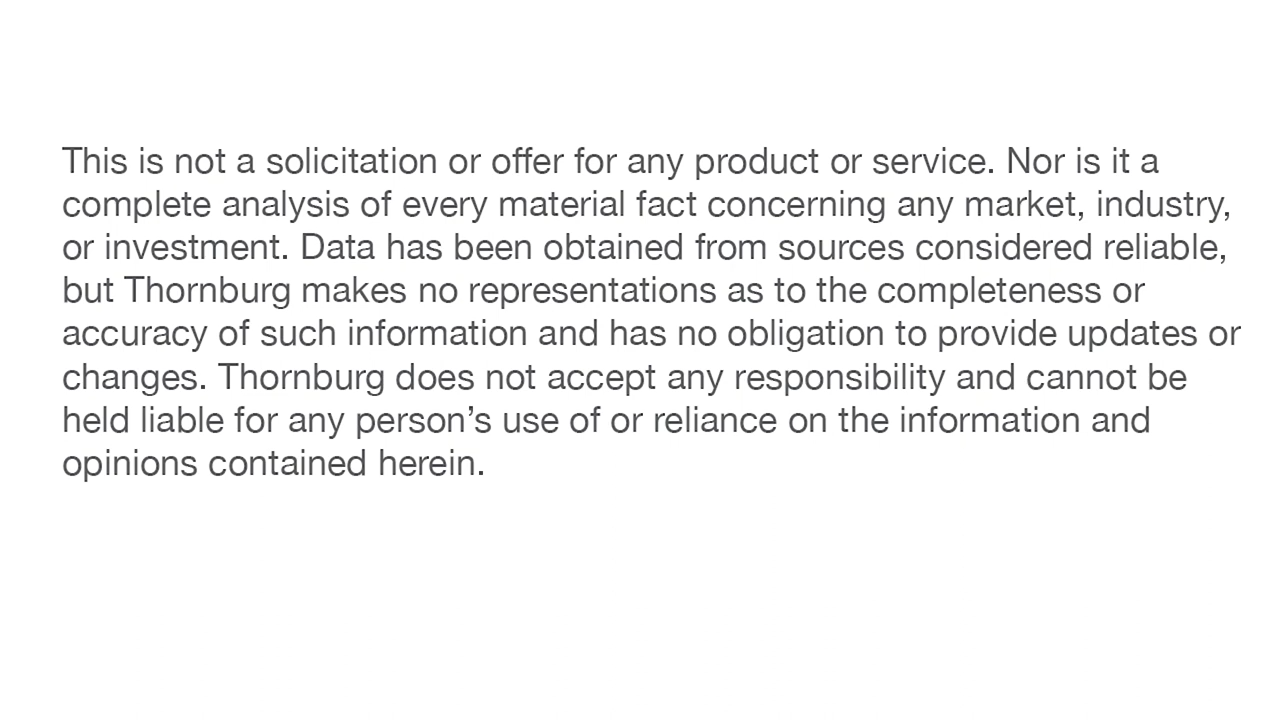 This is not a solicitation or offer for any product or service. Nor is it a
complete analysis of every material fact concerning any market, industry,
or investment. Data has been obtained from sources considered reliable,
but Thornburg makes no representations as to the completeness or
accuracy of such information and has no obligation to provide updates or
changes. Thornburg does not accept any responsibility and cannot be
held liable for any person’s use of or reliance on the information and
opinions contained herein.